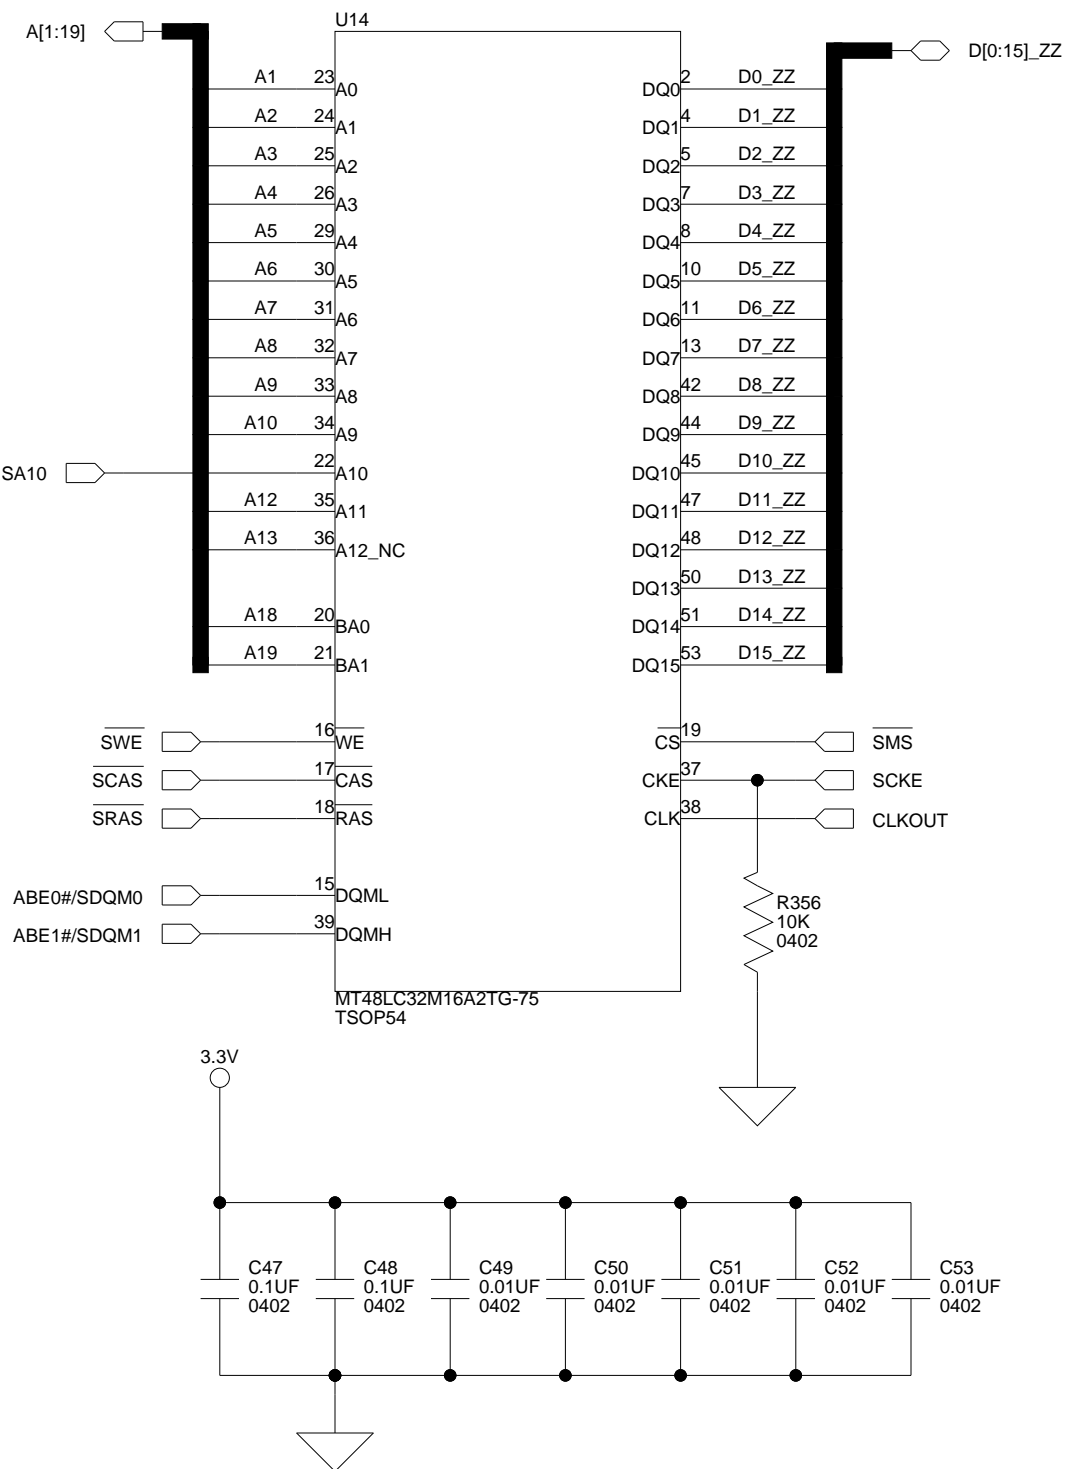 U14
A[1:19]
D[0:15]_ZZ
A1 23 A0 DQ0 2 D0_ZZ
A2 24 A1 DQ1 4 D1_ZZ
A3 25 A2 DQ2 5 D2_ZZ
A4 26 A3 DQ3 7 D3_ZZ
A5 29 A4 DQ4 8 D4_ZZ
A6 30 A5 DQ5 10 D5_ZZ
A7 31 A6 DQ6 11 D6_ZZ
A8 32 A7 DQ7 13 D7_ZZ
A9 33 A8 DQ8 42 D8_ZZ
A10 34 A9 DQ9 44 D9_ZZ
SA10 22 A10 DQ10 45 D10_ZZ
A12 35 A11 DQ11 47 D11_ZZ
A13 36 A12_NC DQ12 48 D12_ZZ
DQ13 50 D13_ZZ
A18 20 BA0 DQ14 51 D14_ZZ
A19 21 BA1 DQ15 53 D15_ZZ
SWE 16 WE CS 19 SMS
SCAS 17 CAS CKE 37 SCKE
SRAS 18 RAS CLK 38 CLKOUT
ABE0#/SDQM0 15 DQML
ABE1#/SDQM1 39 DQMH
R356
10K
0402
MT48LC32M16A2TG-75
TSOP54
3.3V
C47 C48 C49 C50 C51 C52 C53
0.1UF 0.1UF 0.01UF 0.01UF 0.01UF 0.01UF 0.01UF
0402 0402 0402 0402 0402 0402 0402